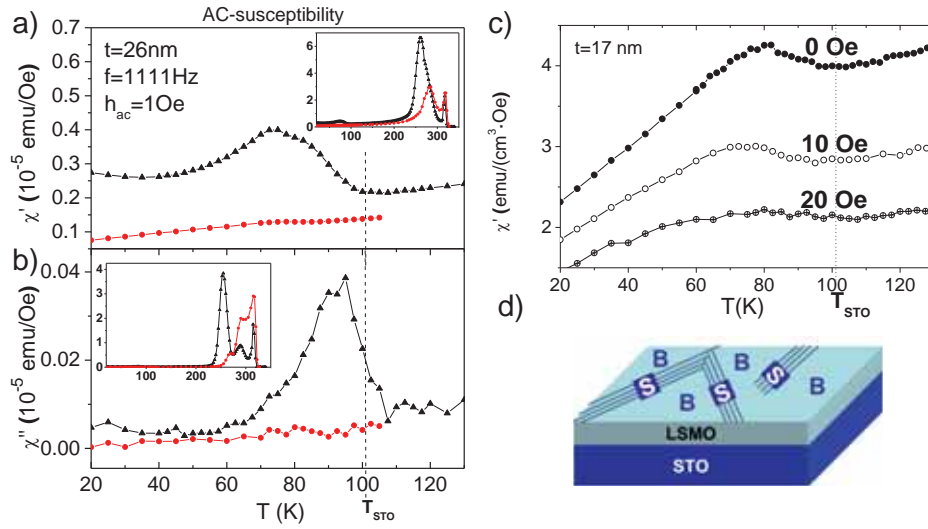 AC-susceptibility
a)
t=26nm
f=1111Hz
h_ac=1Oe
χ' (10⁻⁵ emu/Oe)
0.7
0.6
0.5
0.4
0.3
0.2
0.1
6
4
2
0
100 200 300
b)
χ'' (10⁻⁵ emu/Oe)
0.04
0.02
0.00
4
3
2
1
0
100 200 300
20 40 60 80 100 120
T (K)
T_STO
c)
t=17 nm
0 Oe
10 Oe
20 Oe
χ' (emu/(cm³·Oe)
4
3
2
20 40 60 80 100 120
T(K)
T_STO
d)
B B
S S S
B B
LSMO
STO